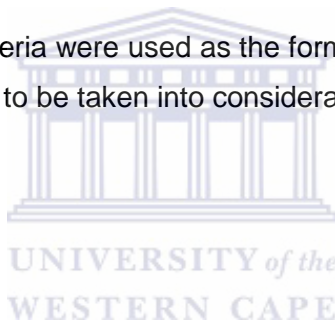 eria were used as the form
to be taken into considera
UNIVERSITY of the
WESTERN CAPE